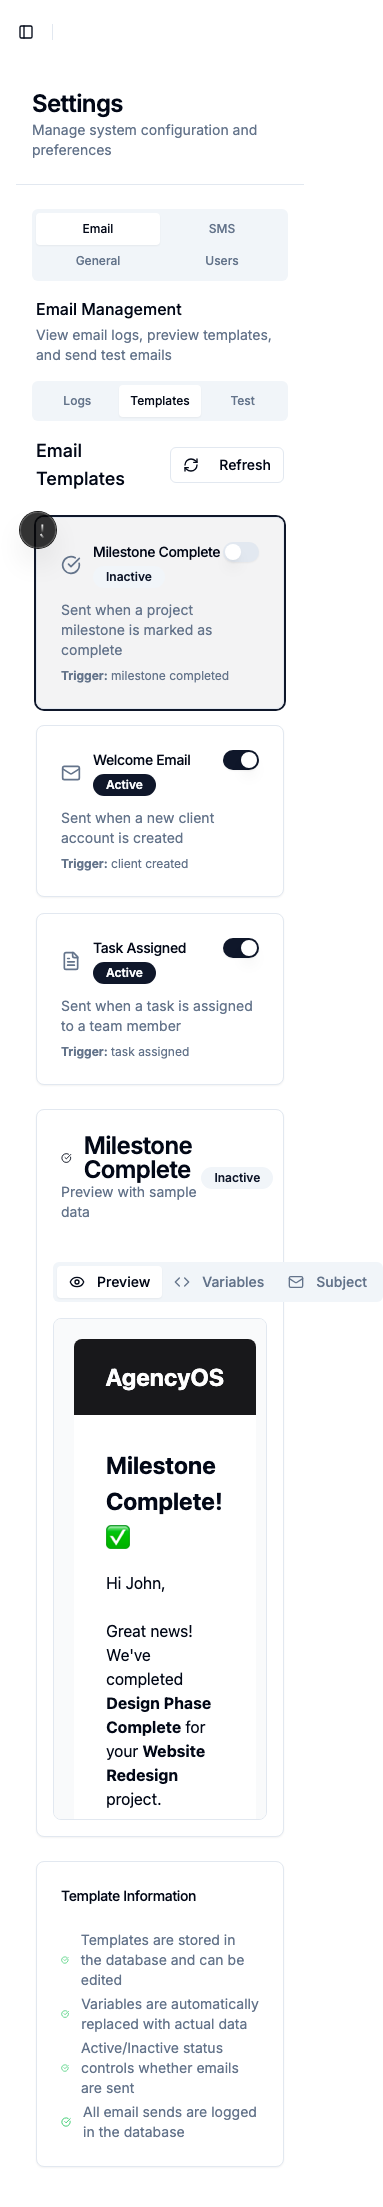 Settings
Manage system configuration and
preferences
Email
SMS
General
Users
Email Management
View email logs, preview templates,
and send test emails
Logs
Templates
Test
Email
Templates
Refresh
Milestone Complete
Inactive
Sent when a project
milestone is marked as
complete
Trigger: milestone completed
Welcome Email
Active
Sent when a new client
account is created
Trigger: client created
Task Assigned
Active
Sent when a task is assigned
to a team member
Trigger: task assigned
Milestone
Complete
Inactive
Preview with sample
data
Preview
Variables
Subject
AgencyOS
Milestone
Complete!
✅
Hi John,
Great news!
We've
completed
Design Phase
Complete for
your Website
Redesign
project.
Template Information
Templates are stored in
the database and can be
edited
Variables are automatically
replaced with actual data
Active/Inactive status
controls whether emails
are sent
All email sends are logged
in the database